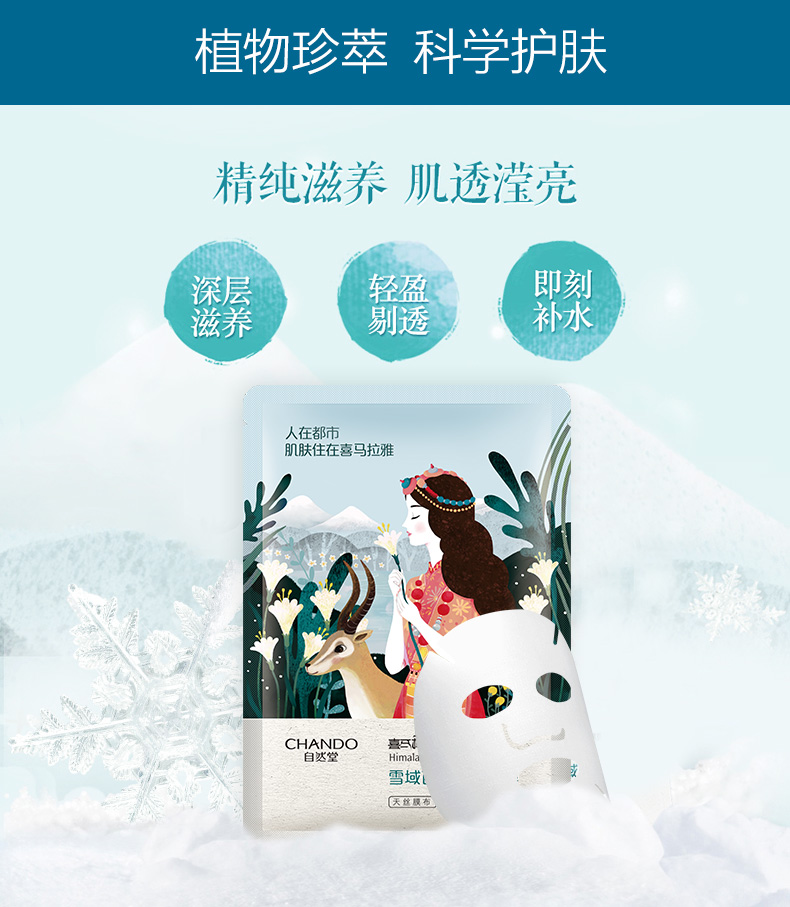 植物珍萃 科学护肤
精纯滋养 肌透滢亮
深层
滋养
轻盈
剔透
即刻
补水
人在都市
肌肤住在喜马拉雅
CHANDO
自然堂
Himala
雪域
天丝膜布
域